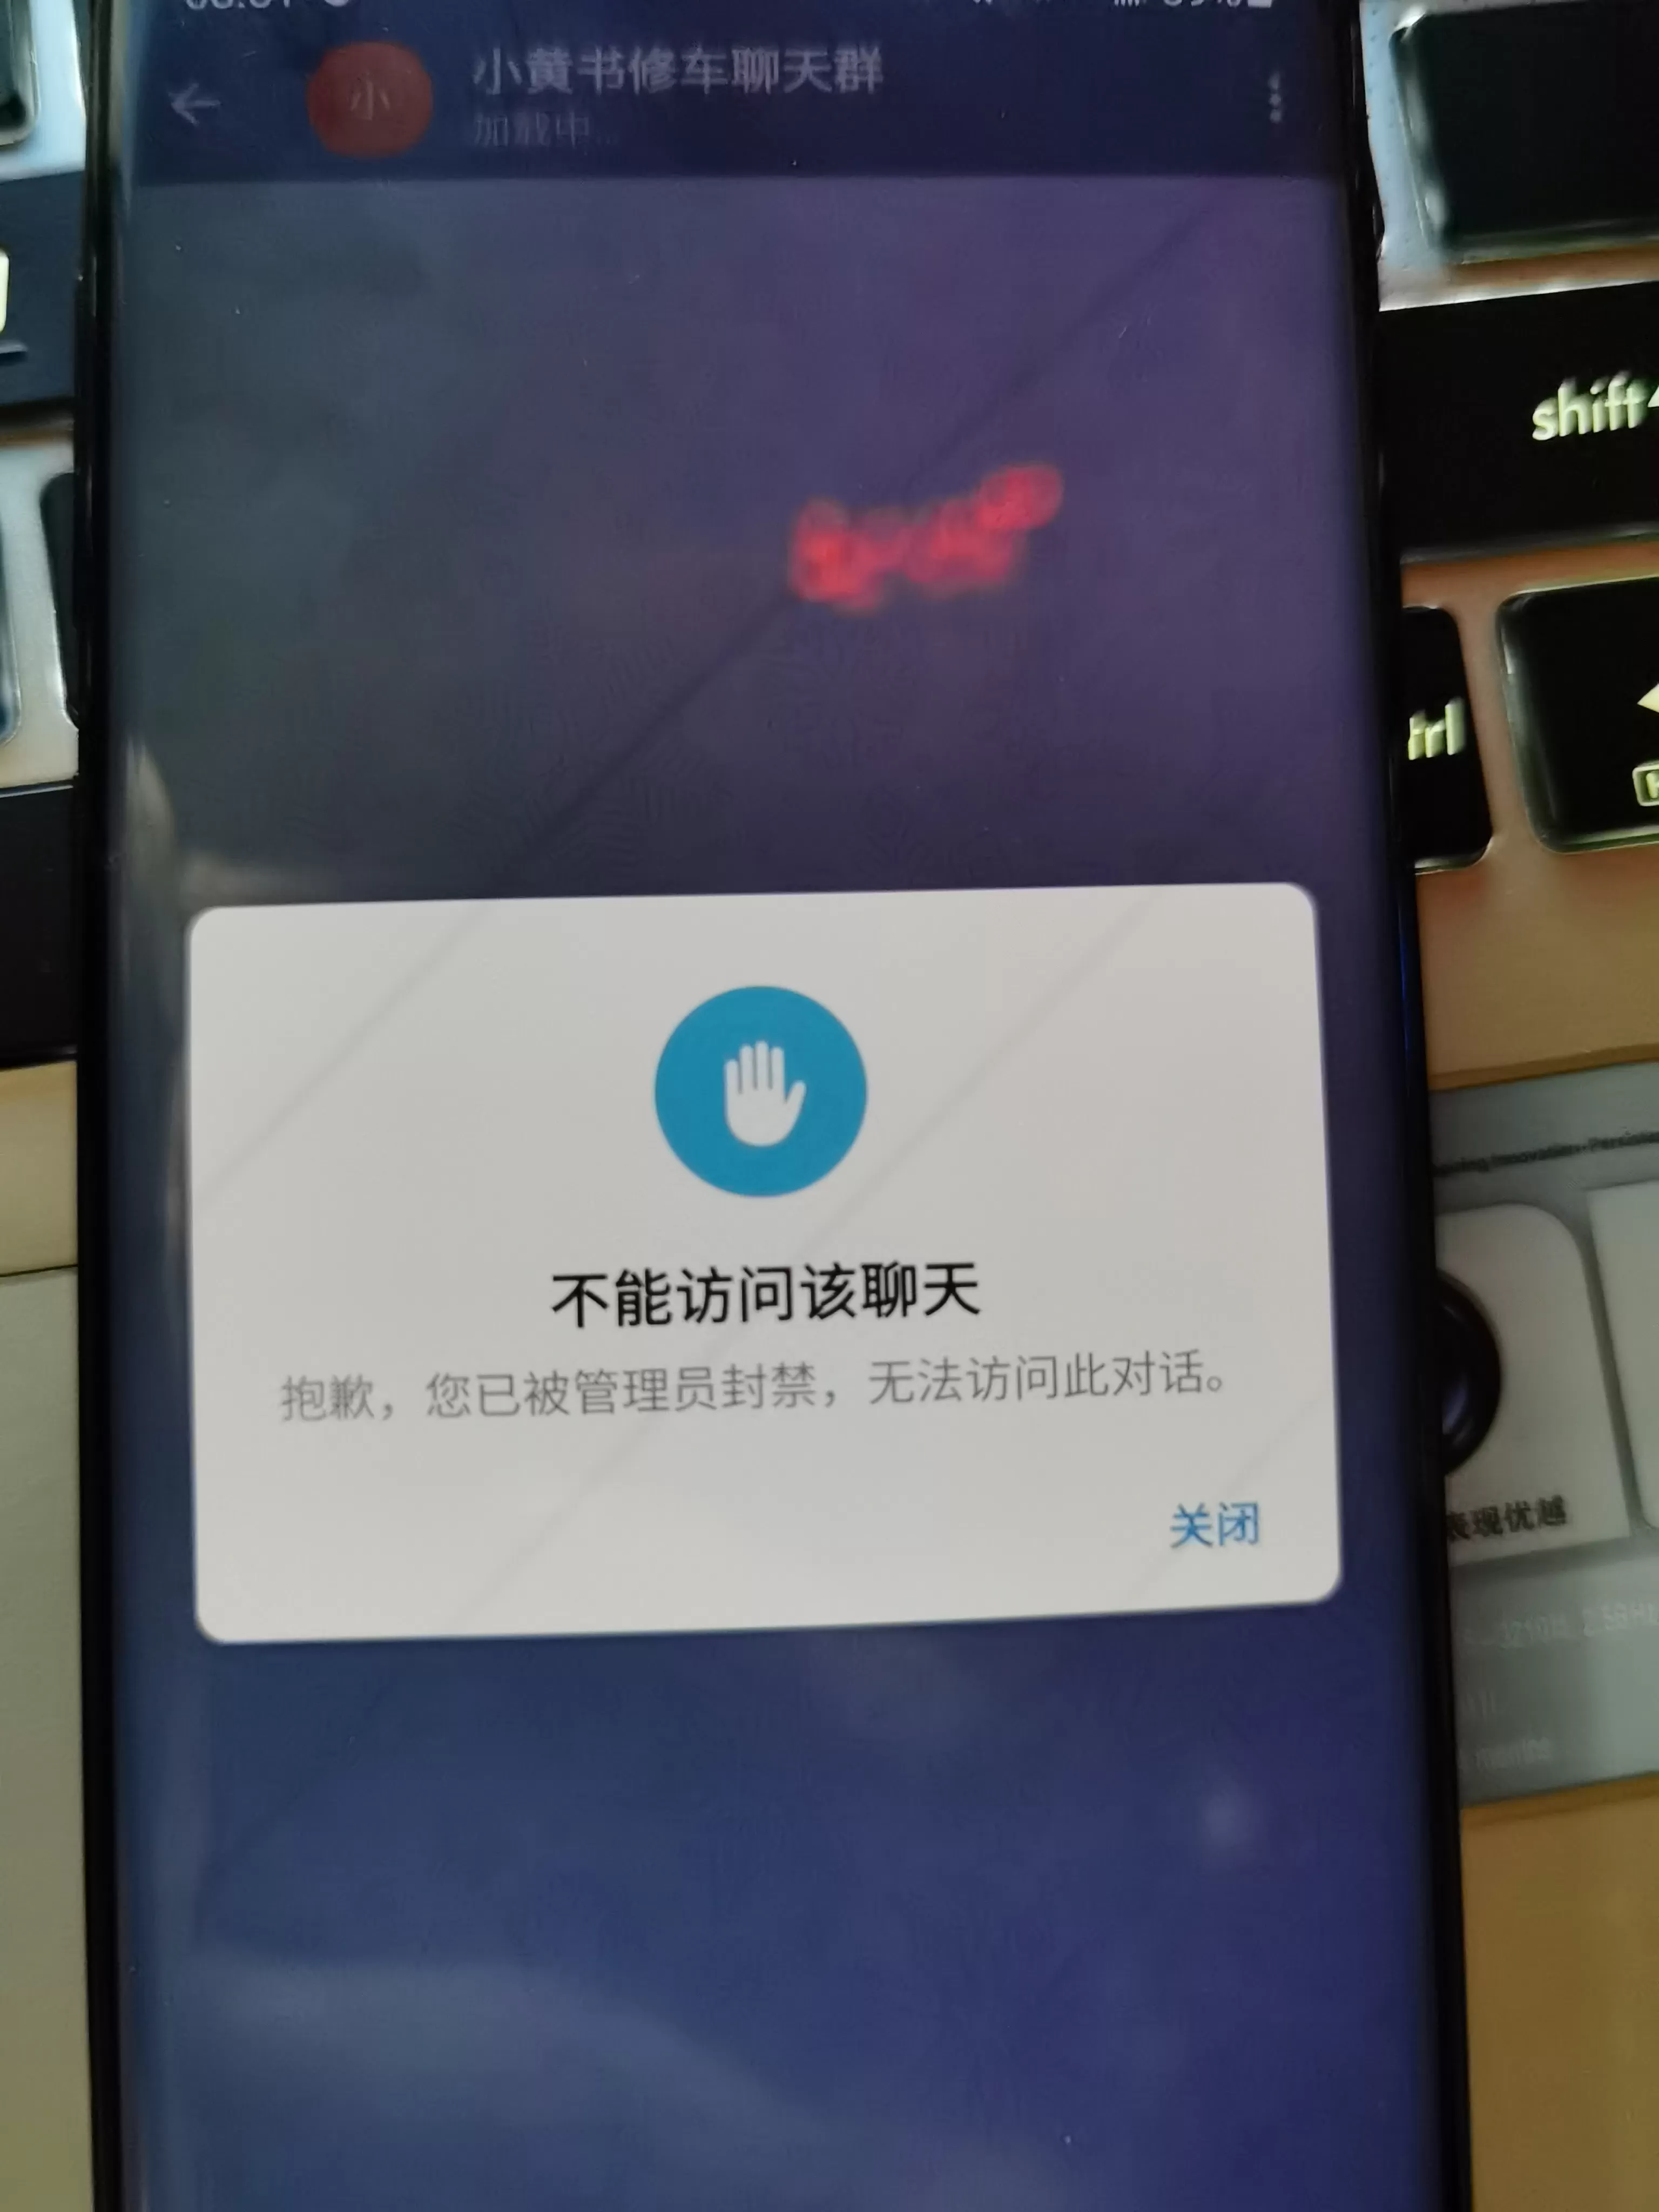 小黄书修车聊天群
小
加载中...
shift
trl
不能访问该聊天
抱歉，您已被管理员封禁，无法访问此对话。
关闭
表现优越